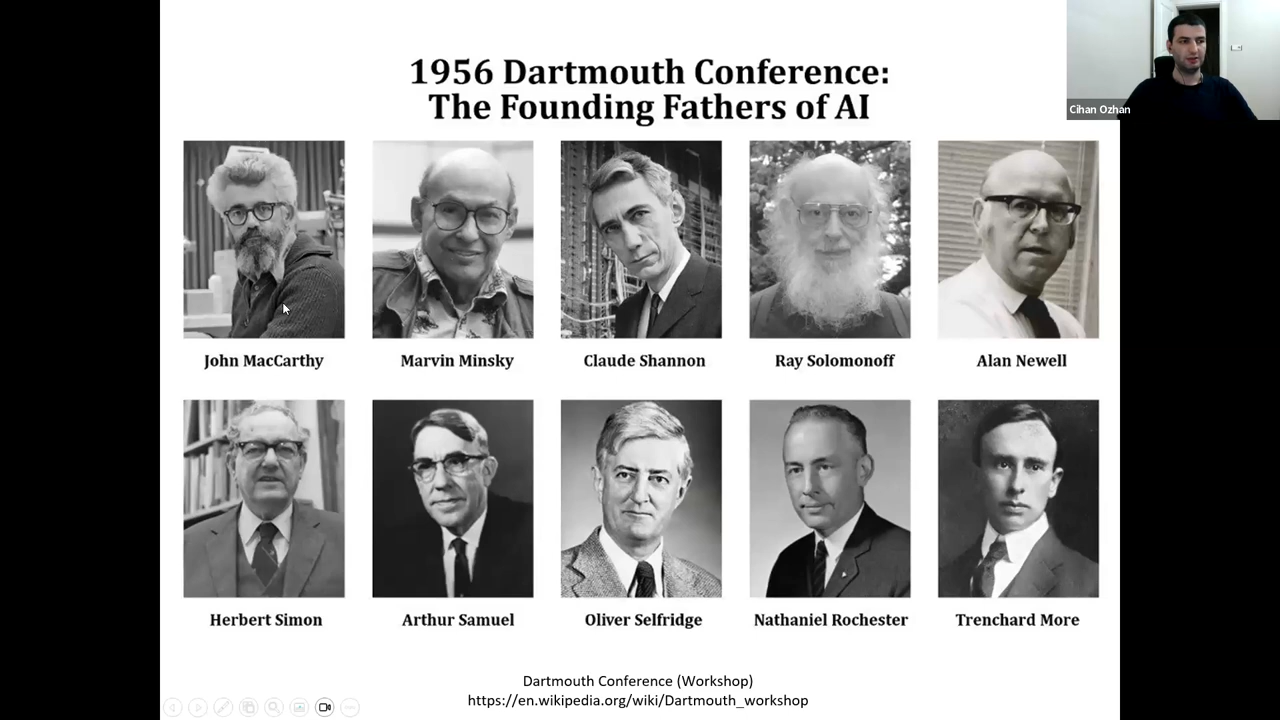 1956 Dartmouth Conference:
The Founding Fathers of AI
Cihan Ozhan
John MacCarthy
Marvin Minsky
Claude Shannon
Ray Solomonoff
Alan Newell
Herbert Simon
Arthur Samuel
Oliver Selfridge
Nathaniel Rochester
Trenchard More
Dartmouth Conference (Workshop)
https://en.wikipedia.org/wiki/Dartmouth_workshop